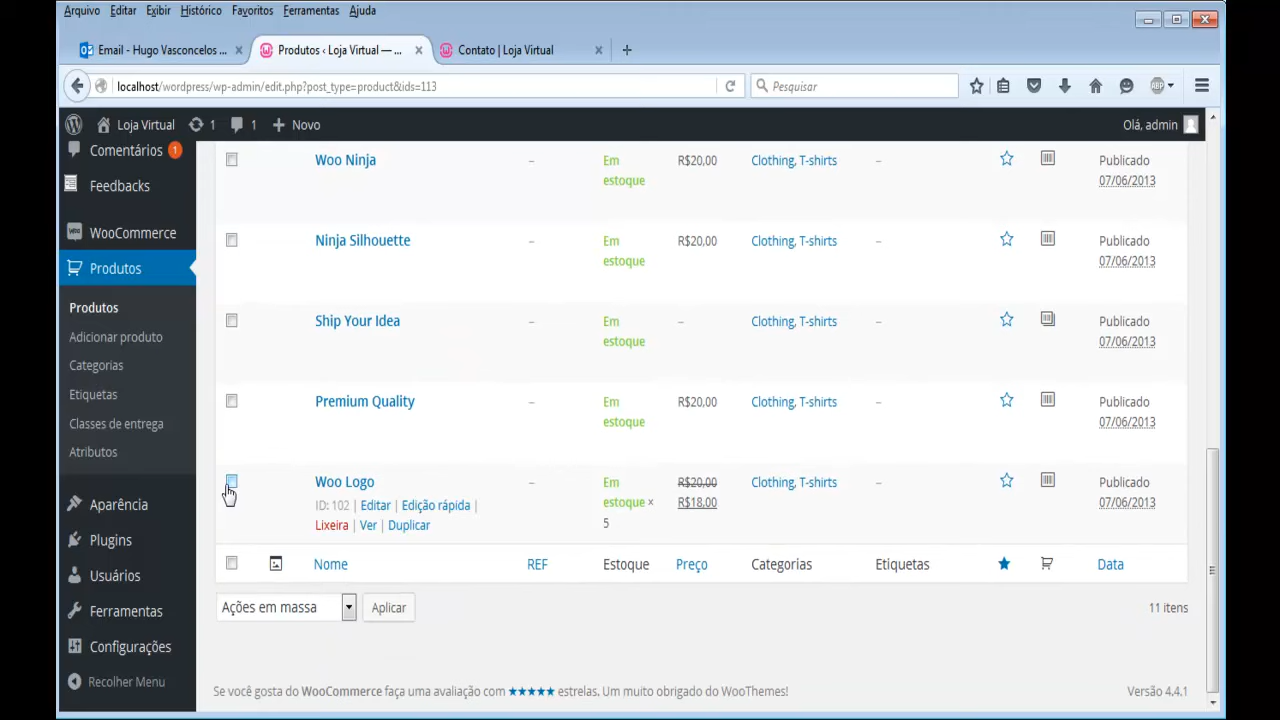 Arquivo Editar Exibir Histórico Favoritos Ferramentas Ajuda
Email - Hugo Vasconcelos ... × Produtos ‹ Loja Virtual — ... × Contato | Loja Virtual × +
localhost/wordpress/wp-admin/edit.php?post_type=product&ids=113 Pesquisar ABP
Loja Virtual 1 1 + Novo Olá, admin
Comentários 1
Feedbacks
WooCommerce
Produtos
Produtos
Adicionar produto
Categorias
Etiquetas
Classes de entrega
Atributos
Aparência
Plugins
Usuários
Ferramentas
Configurações
Recolher Menu
Woo Ninja – Em R$20,00 Clothing, T-shirts – Publicado
estoque 07/06/2013
Ninja Silhouette – Em R$20,00 Clothing, T-shirts – Publicado
estoque 07/06/2013
Ship Your Idea – Em – Clothing, T-shirts – Publicado
estoque 07/06/2013
Premium Quality – Em R$20,00 Clothing, T-shirts – Publicado
estoque 07/06/2013
Woo Logo – Em R$20,00 Clothing, T-shirts – Publicado
ID: 102 | Editar | Edição rápida | estoque × R$18,00 07/06/2013
Lixeira | Ver | Duplicar 5
Nome REF Estoque Preço Categorias Etiquetas Data
Ações em massa Aplicar 11 itens
Se você gosta do WooCommerce faça uma avaliação com ★★★★★ estrelas. Um muito obrigado do WooThemes! Versão 4.4.1